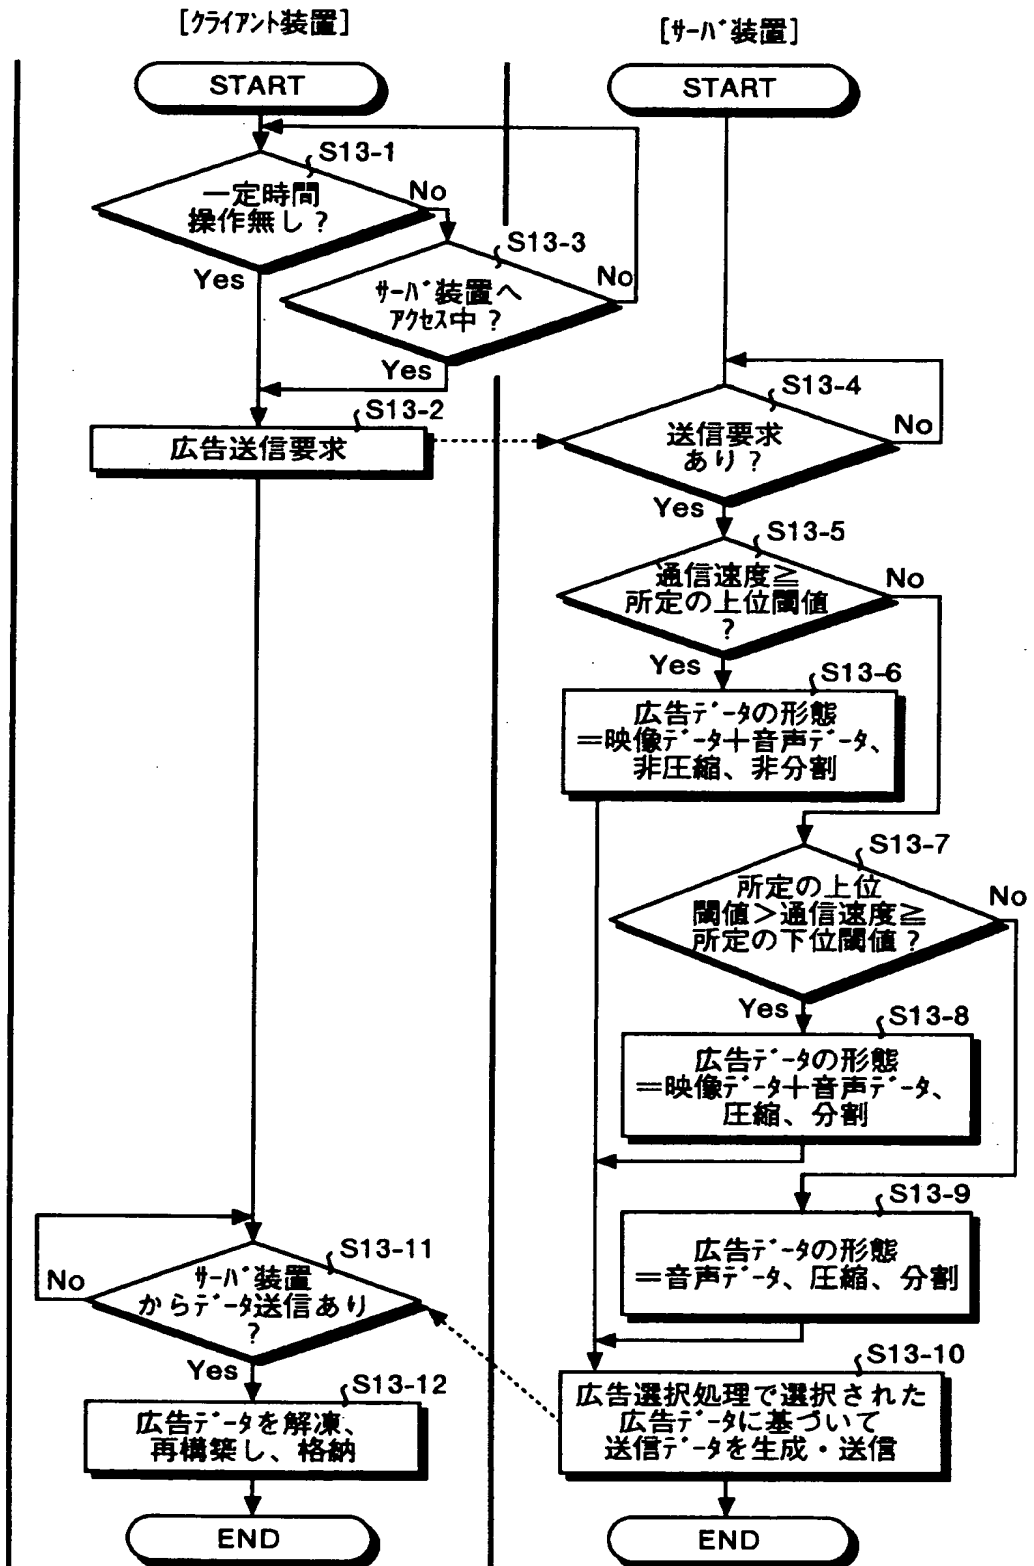 [クライアント装置]
START
S13-1
一定時間
操作無し?
No
Yes
S13-3
サーバ装置へ
アクセス中?
No
Yes
S13-2
広告送信要求
S13-11
サーバ装置
からデータ送信あり
?
No
Yes
S13-12
広告データを解凍、
再構築し、格納
END
[サーバ装置]
START
S13-4
送信要求
あり?
No
Yes
S13-5
通信速度≧
所定の上位閾値
?
No
Yes
S13-6
広告データの形態
=映像データ+音声データ、
非圧縮、非分割
S13-7
所定の上位
閾値>通信速度≧
所定の下位閾値?
No
Yes
S13-8
広告データの形態
=映像データ+音声データ、
圧縮、分割
S13-9
広告データの形態
=音声データ、圧縮、分割
S13-10
広告選択処理で選択された
広告データに基づいて
送信データを生成・送信
END